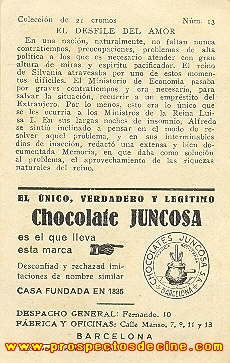 Colección de 21 cromos Núm. 13
EL DESFILE DEL AMOR
En una nación, naturalmente, no faltan nunca
contratiempos, preocupaciones, problemas de alta
política a los que es necesario atender con gran
altura de miras y espíritu pacificador. El reino
de Silvania atravesaba por uno de estos momen-
tos difíciles. El Ministerio de Economía pasaba
por graves contratiempos, y era necesario, para
salvar la situación, recurrir a un empréstito del
Extranjero. Por lo menos, esto era lo único que
se les ocurría a los Ministros de la Reina Lui-
sa I. En sus largas noches de insomnio, Alfredo
se sintió inclinado a pensar en el modo de re-
solver aquel problema, y en sus interminables
días de inacción, redactó una extensa y bien do-
cumentada Memoria, en que daba como solución
al problema, el aprovechamiento de las riquezas
naturales del reino.
EL ÚNICO, VERDADERO Y LEGÍTIMO
Chocolate JUNCOSA
es el que lleva
esta marca
Desconfiad y rechazad imi-
taciones de nombre similar
CASA FUNDADA EN 1835
CHOCOLATES JUNCOSA
BARCELONA
DESPACHO GENERAL: Fernando, 10
FÁBRICA Y OFICINAS: Calle Manso, 7, 9, 11 y 13
BARCELONA
www.prospectosdecine.com